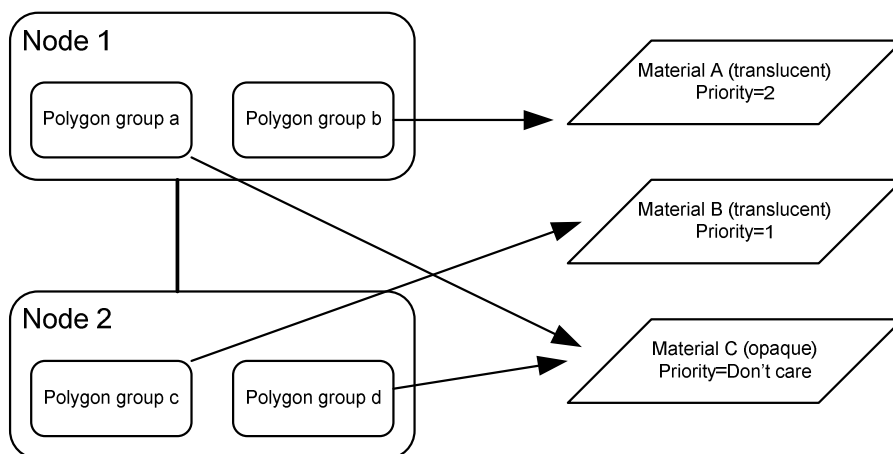 Node 1
Polygon group a
Polygon group b
Material A (translucent)
Priority=2
Material B (translucent)
Priority=1
Node 2
Polygon group c
Polygon group d
Material C (opaque)
Priority=Don't care